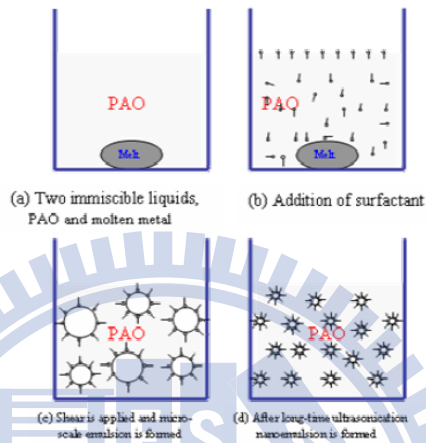 PAO
Melt
(a) Two immiscible liquids,
PAO and molten metal
PAO
Melt
(b) Addition of surfactant
PAO
(c) Shear is applied and micro-
scale emulsion is formed
PAO
(d) After long-time ultrasonication
nanoemulsion is formed